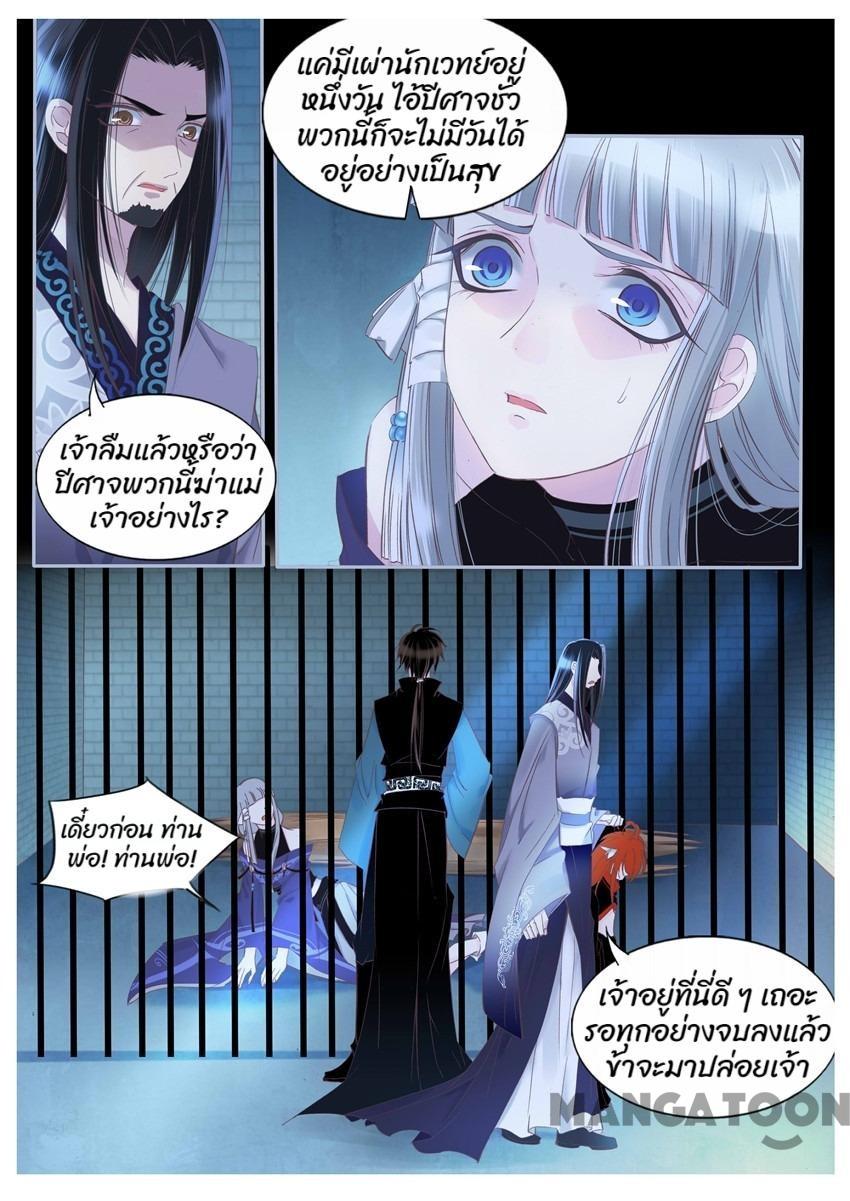 แค่มีเผ่านักเวทย์อยู่
หนึ่งวัน ไอ้ปีศาจชั่ว
พวกนี้ก็จะไม่มีวันได้
อยู่อย่างเป็นสุข
เจ้าลืมแล้วหรือว่า
ปีศาจพวกนี้ฆ่าแม่
เจ้าอย่างไร?
เดี๋ยวก่อน ท่าน
พ่อ! ท่านพ่อ!
เจ้าอยู่ที่นี่ดี ๆ เถอะ
รอทุกอย่างจบลงแล้ว
ข้าจะมาปล่อยเจ้า
MANGATOON